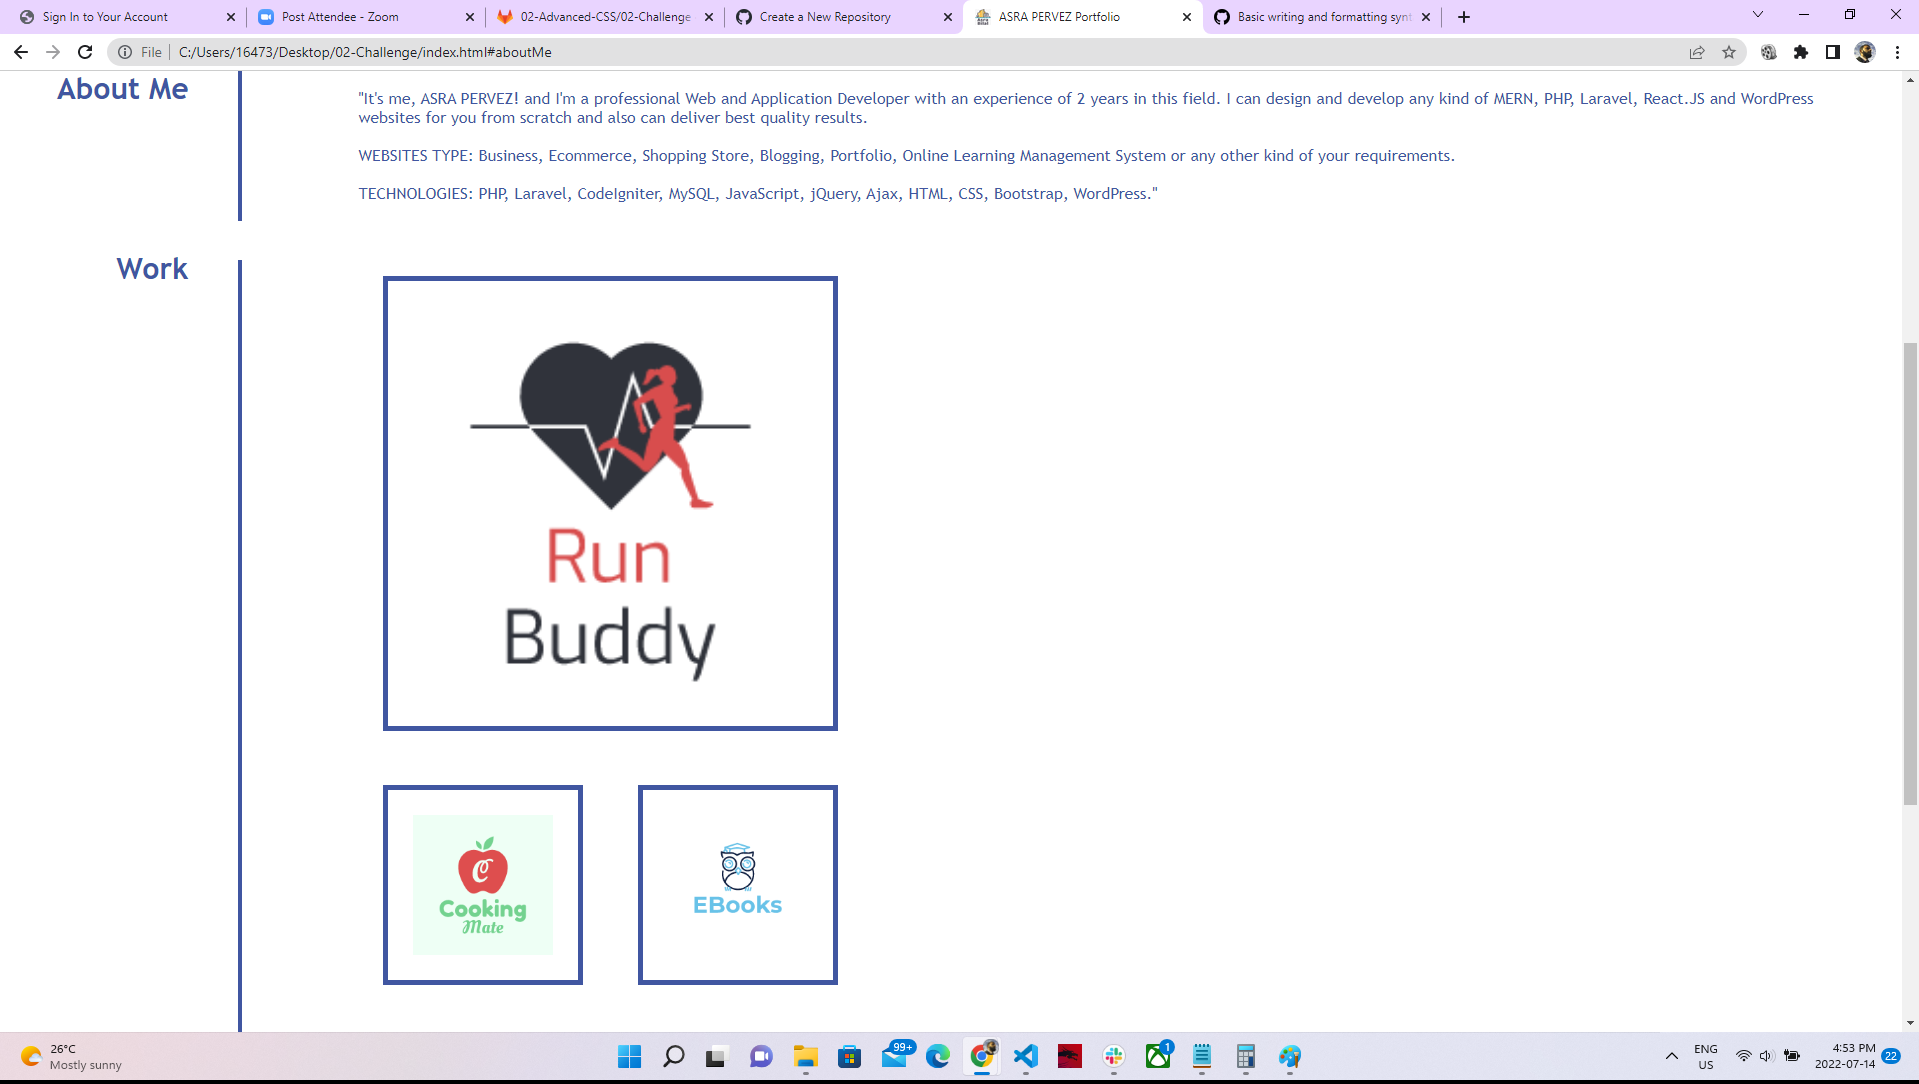 Sign In to Your Account
Post Attendee - Zoom
02-Advanced-CSS/02-Challenge
Create a New Repository
ASRA PERVEZ Portfolio
Basic writing and formatting synt
File
C:/Users/16473/Desktop/02-Challenge/index.html#aboutMe
About Me
"It's me, ASRA PERVEZ! and I'm a professional Web and Application Developer with an experience of 2 years in this field. I can design and develop any kind of MERN, PHP, Laravel, React.JS and WordPress
websites for you from scratch and also can deliver best quality results.
WEBSITES TYPE: Business, Ecommerce, Shopping Store, Blogging, Portfolio, Online Learning Management System or any other kind of your requirements.
TECHNOLOGIES: PHP, Laravel, CodeIgniter, MySQL, JavaScript, jQuery, Ajax, HTML, CSS, Bootstrap, WordPress."
Work
Run
Buddy
C
Cooking
Mate
EBooks
26°C
Mostly sunny
99+
1
ENG
US
4:53 PM
2022-07-14
22